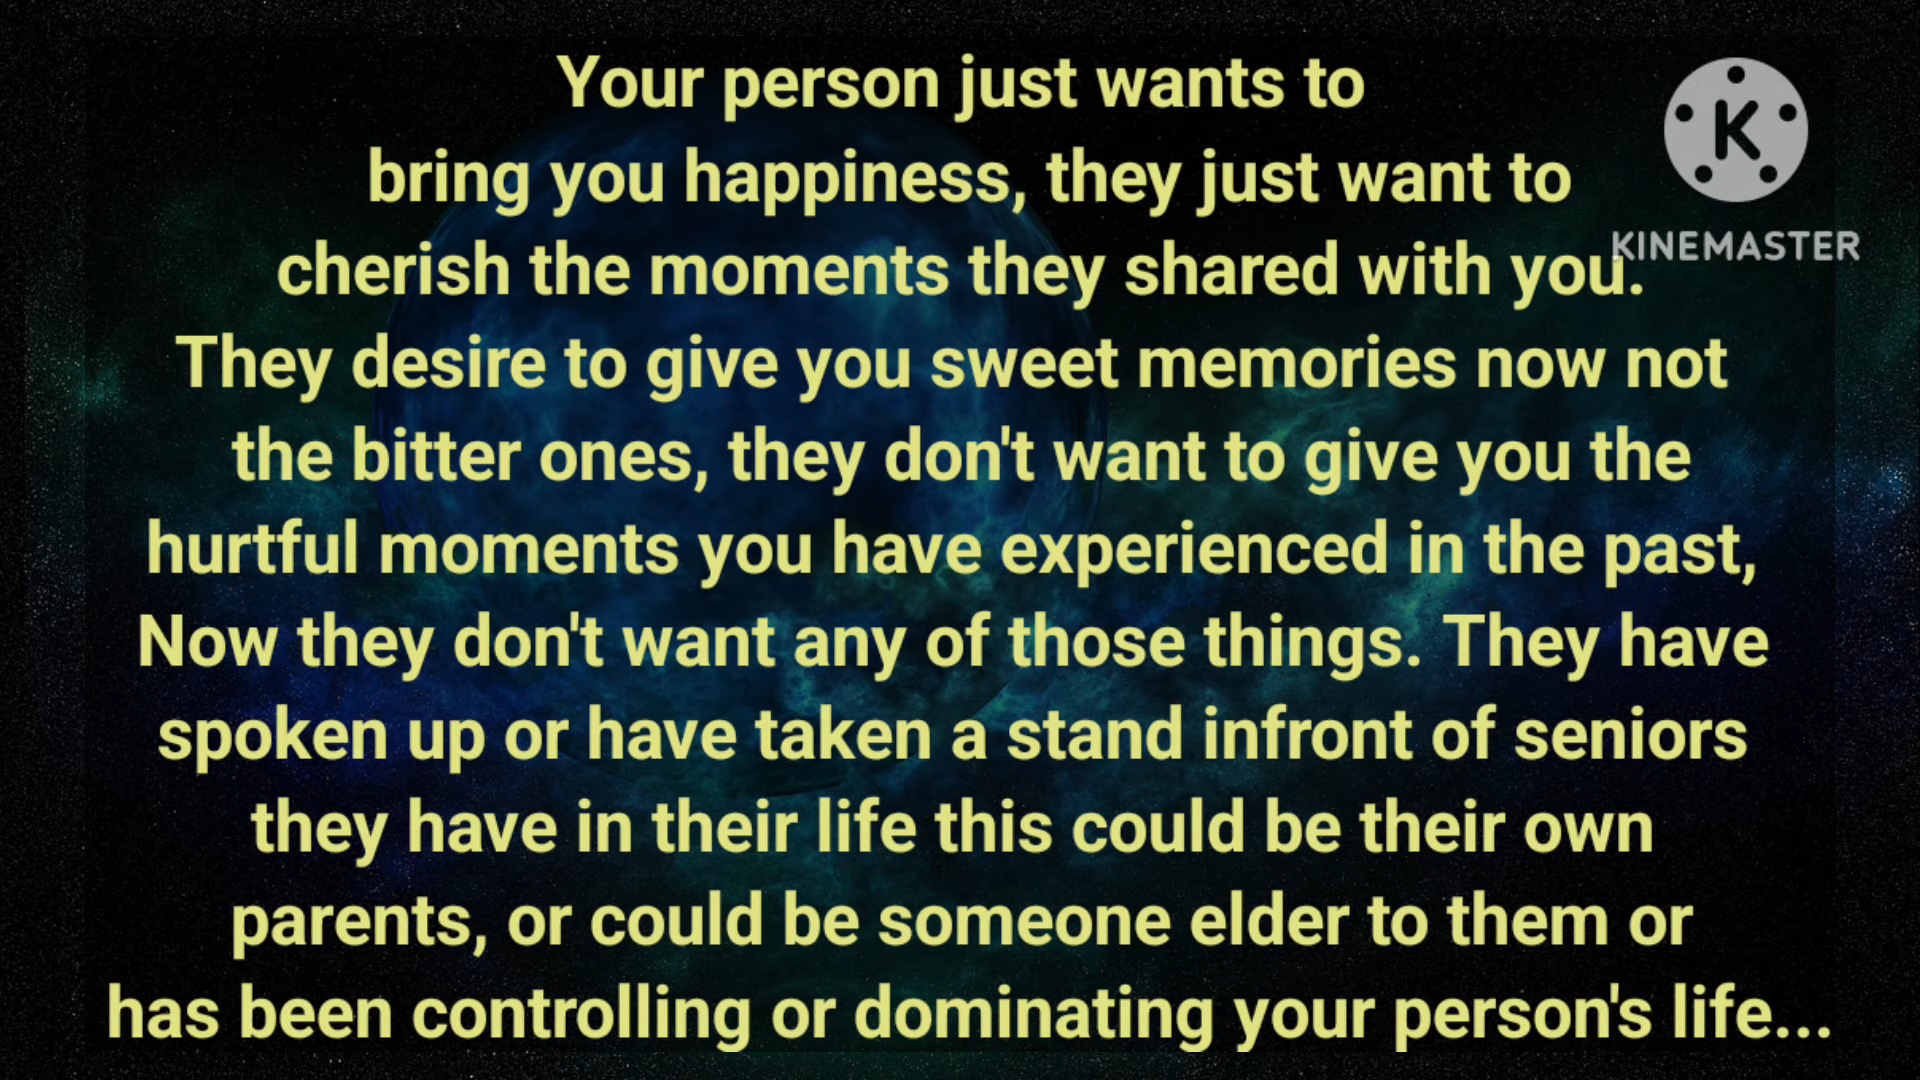 Your person just wants to
bring you happiness, they just want to
cherish the moments they shared with you.
They desire to give you sweet memories now not
the bitter ones, they don't want to give you the
hurtful moments you have experienced in the past,
Now they don't want any of those things. They have
spoken up or have taken a stand infront of seniors
they have in their life this could be their own
parents, or could be someone elder to them or
has been controlling or dominating your person's life...
K
KINEMASTER